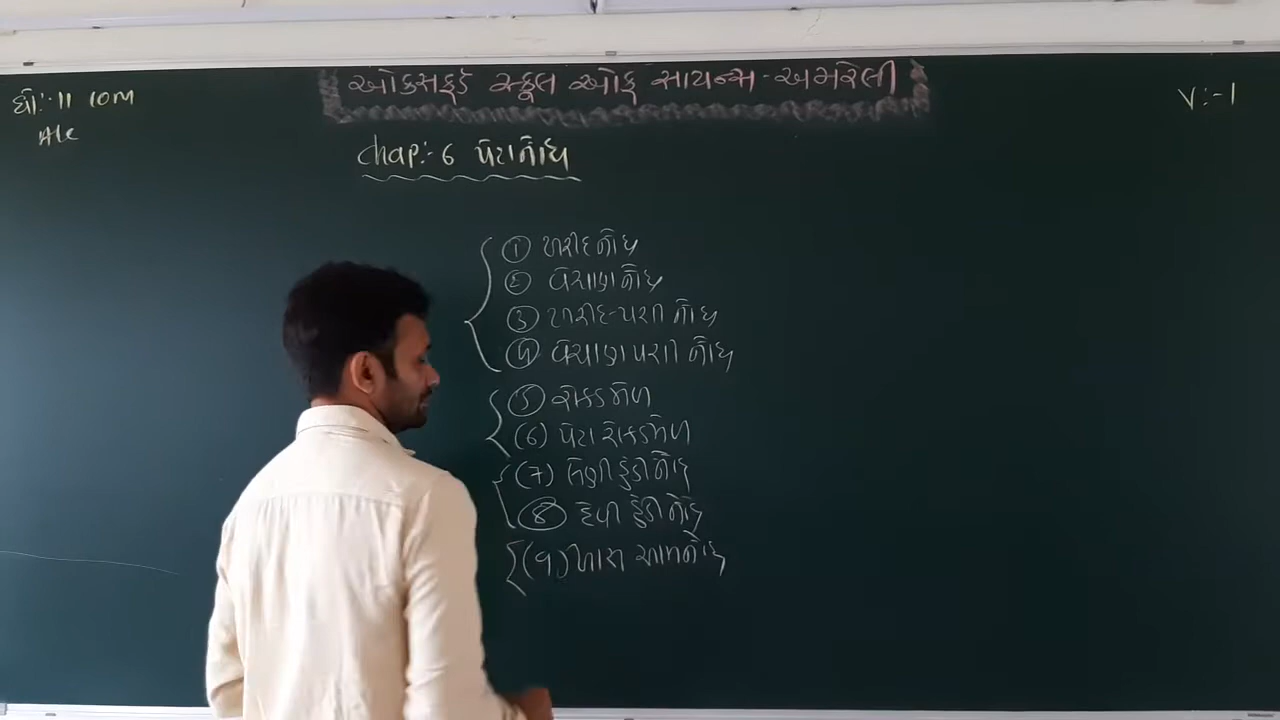 ઓક્સફર્ડ સ્કૂલ ઓફ સાયન્સ - અમરેલી
ધો:- 11 COM
A/c
V:-1
Chap:- 6 પેટાનોંધ
① ખરીદનોંધ
② વેચાણનોંધ
③ ખરીદ-પરત નોંધ
④ વેચાણ પરત નોંધ
⑤ રોકડમેળ
(6) પેટા રોકડમેળ
(7) લેણી હૂંડી નોંધ
⑧ દેવી હૂંડી નોંધ
(9) ખાસ આમનોંધ